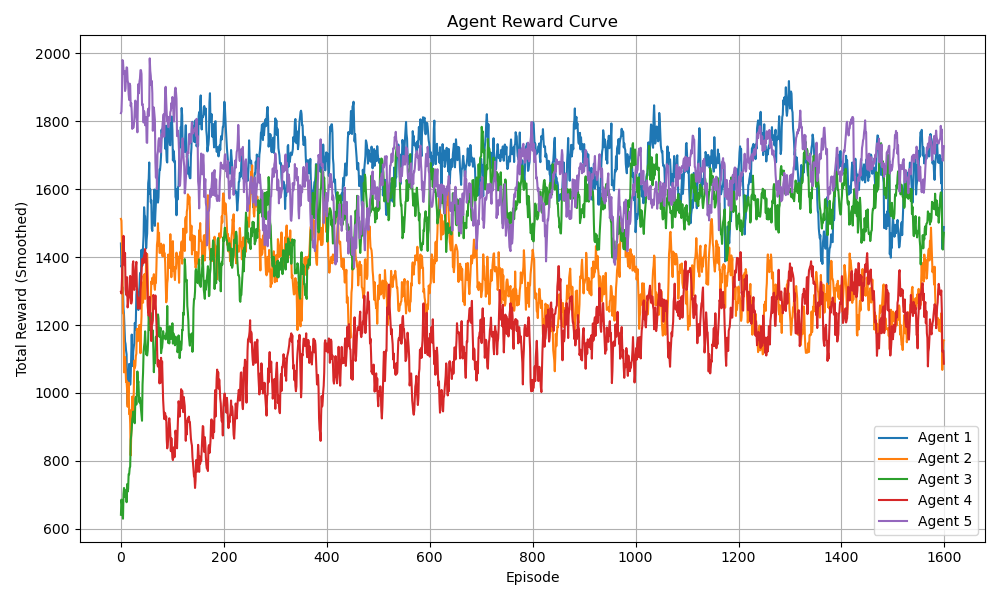 Agent Reward Curve
Total Reward (Smoothed)
2000
1800
1600
1400
1200
1000
800
600
0 200 400 600 800 1000 1200 1400 1600
Episode
Agent 1
Agent 2
Agent 3
Agent 4
Agent 5